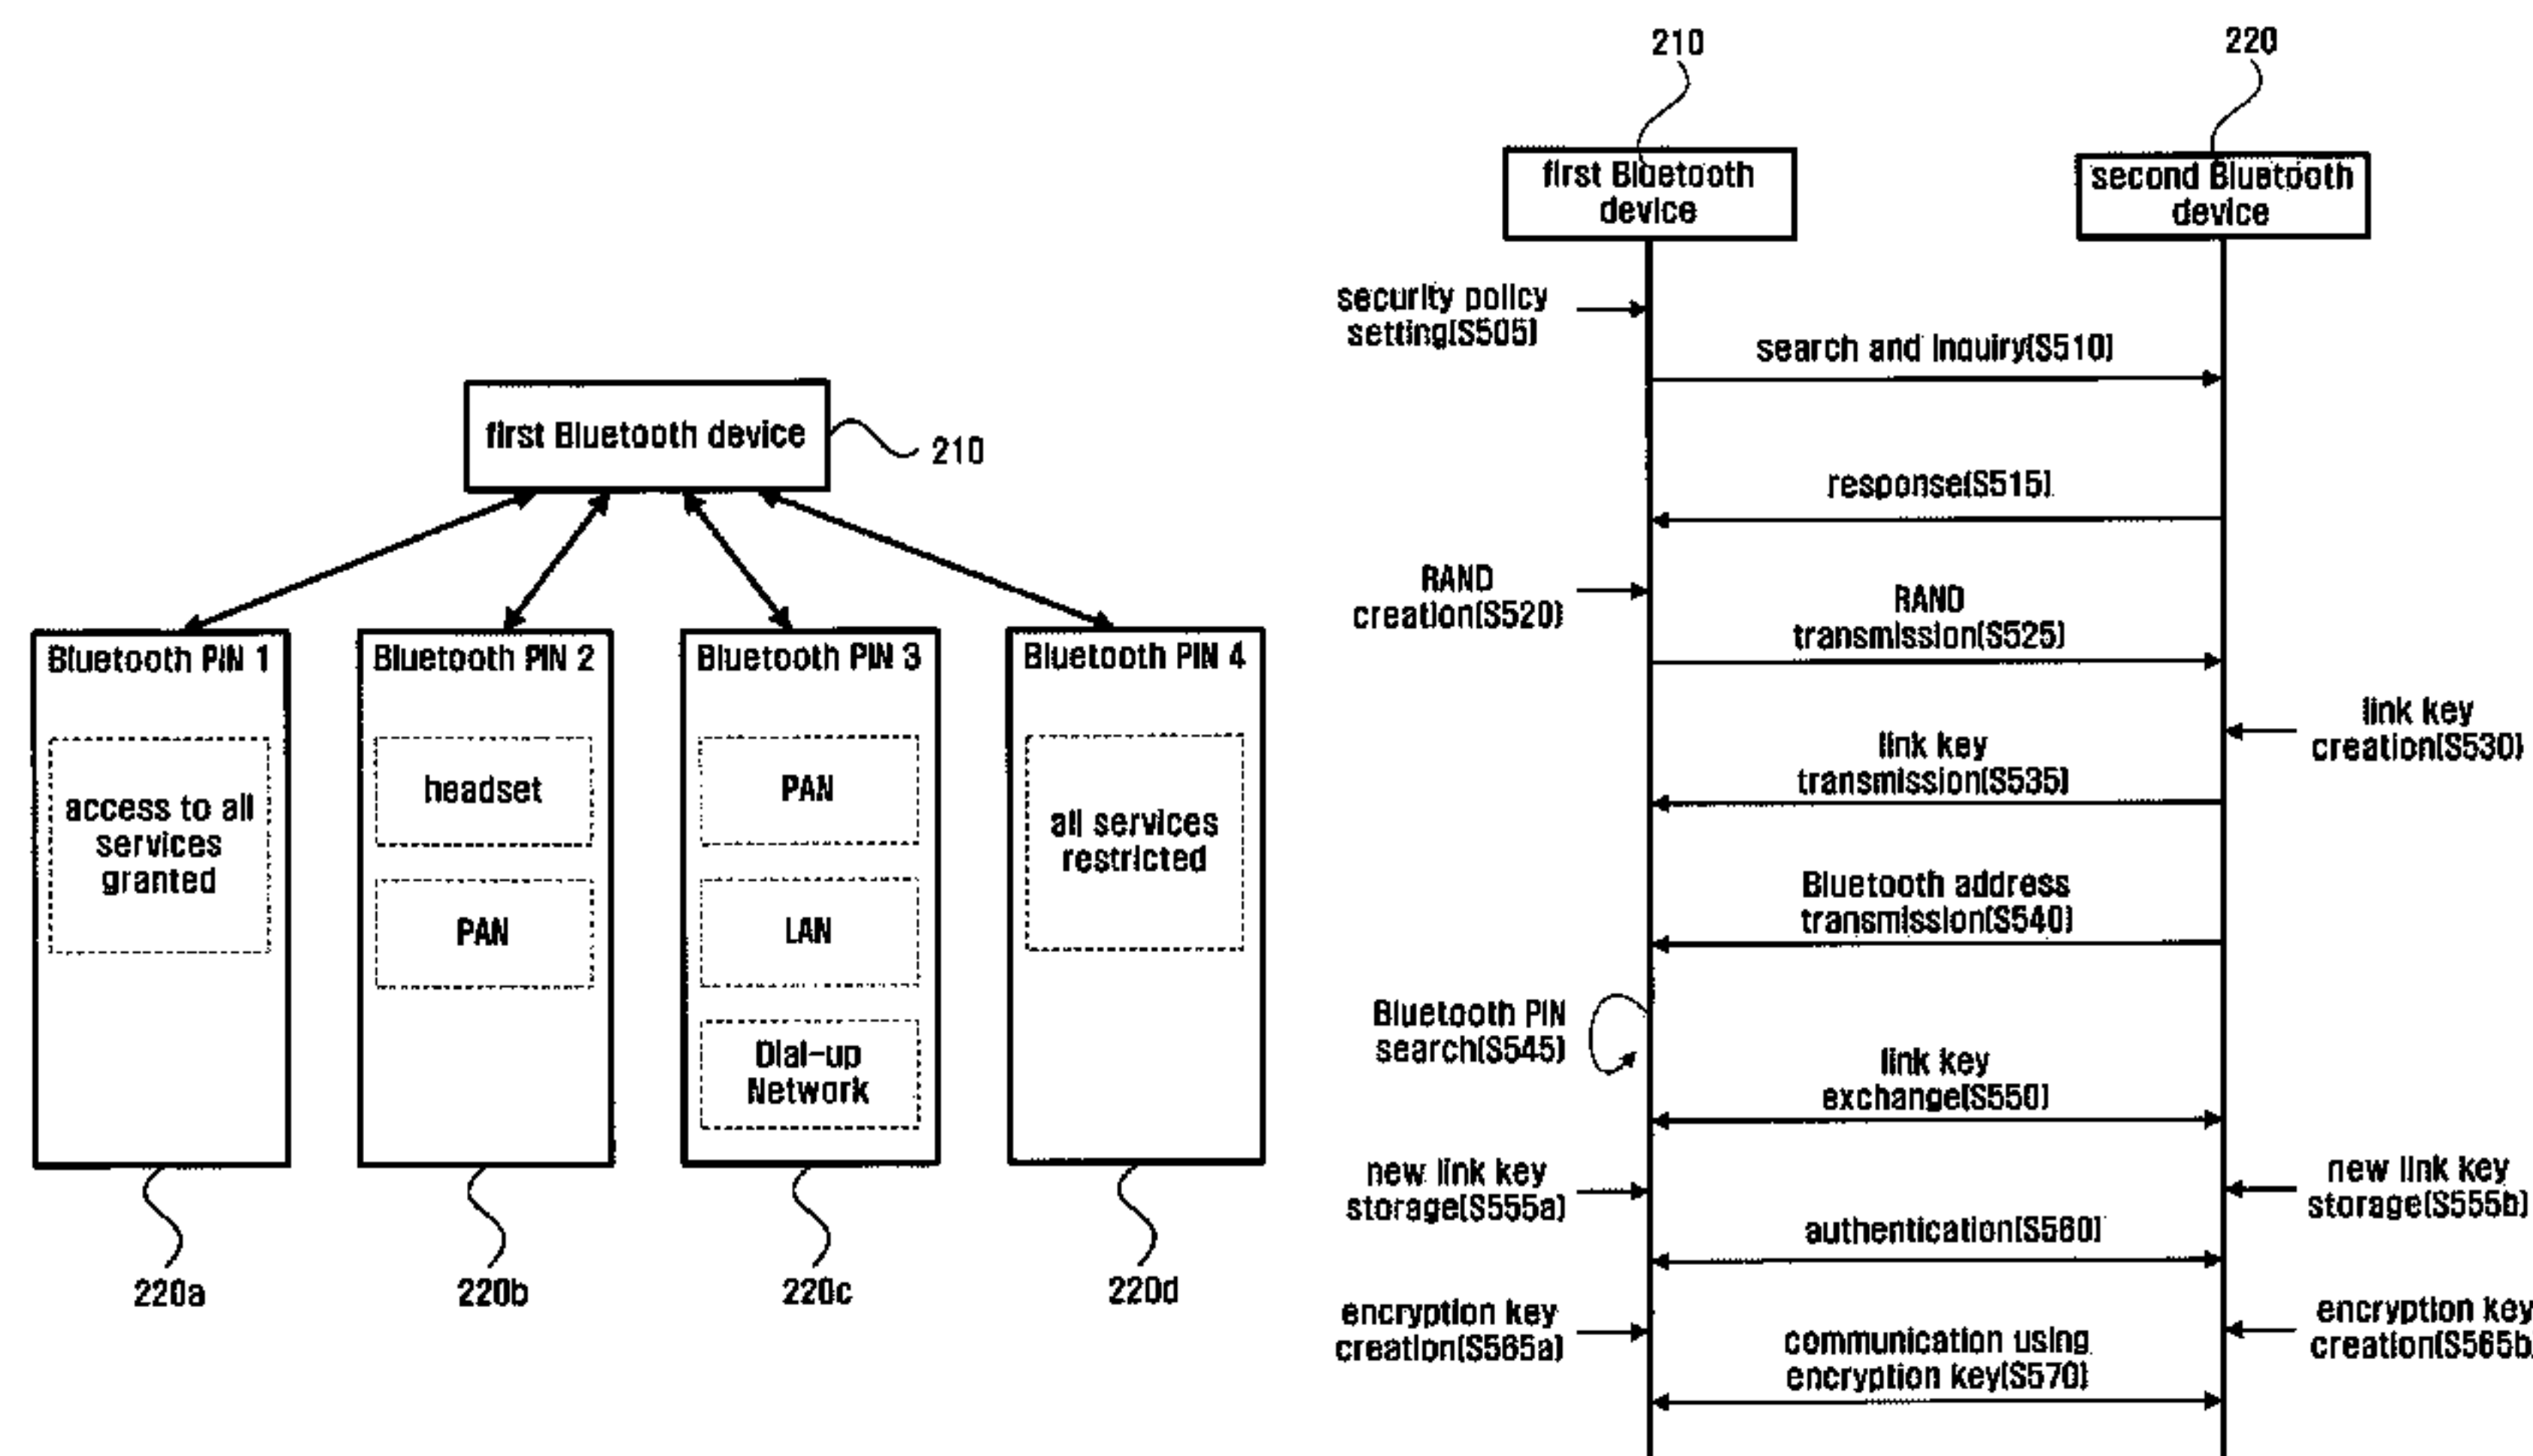 first Bluetooth device
210
Bluetooth PIN 1
access to all
services
granted
220a
Bluetooth PIN 2
headset
PAN
220b
Bluetooth PIN 3
PAN
LAN
Dial-up
Network
220c
Bluetooth PIN 4
all services
restricted
220d
210
220
first Bluetooth
device
second Bluetooth
device
security policy
setting(S505)
search and inquiry(S510)
response(S515)
RAND
creation(S520)
RAND
transmission(S525)
link key
creation(S530)
link key
transmission(S535)
Bluetooth address
transmission(S540)
Bluetooth PIN
search(S545)
link key
exchange(S550)
new link key
storage(S555a)
new link key
storage(S555b)
authentication(S560)
encryption key
creation(S565a)
encryption key
creation(S565b
communication using
encryption key(S570)